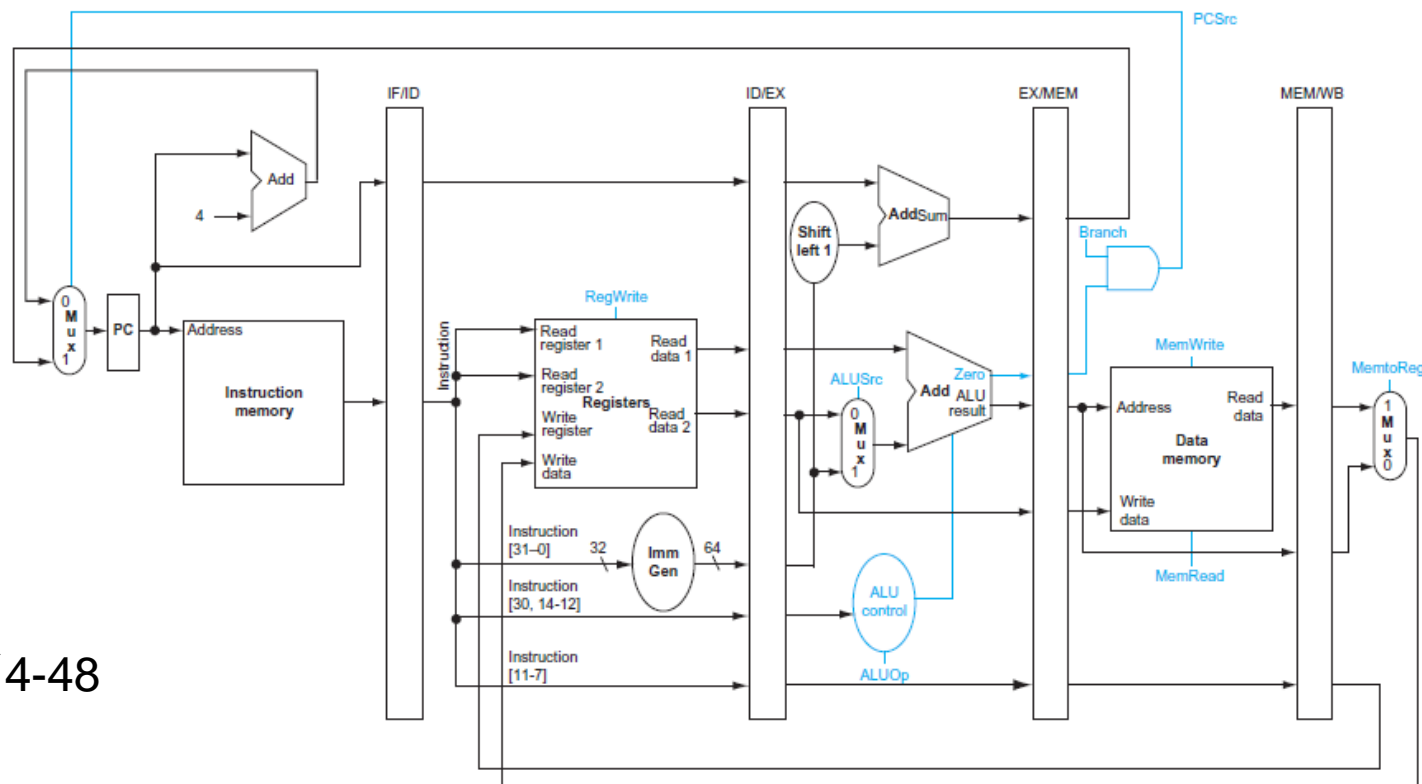 PCSrc
IF/ID
ID/EX
EX/MEM
MEM/WB
Add
4
Add Sum
Shift
left 1
Branch
0
M
u
x
1
PC
Address
Instruction
memory
RegWrite
Instruction
Read
register 1
Read
data 1
Read
register 2
Registers
Write
register
Read
data 2
Write
data
ALUSrc
0
M
u
x
1
Zero
Add
ALU
result
MemWrite
Address
Read
data
Data
memory
Write
data
MemRead
MemtoReg
1
M
u
x
0
Instruction
[31–0]
32
Imm
Gen
64
Instruction
[30, 14-12]
ALU
control
Instruction
[11-7]
ALUOp
4-48